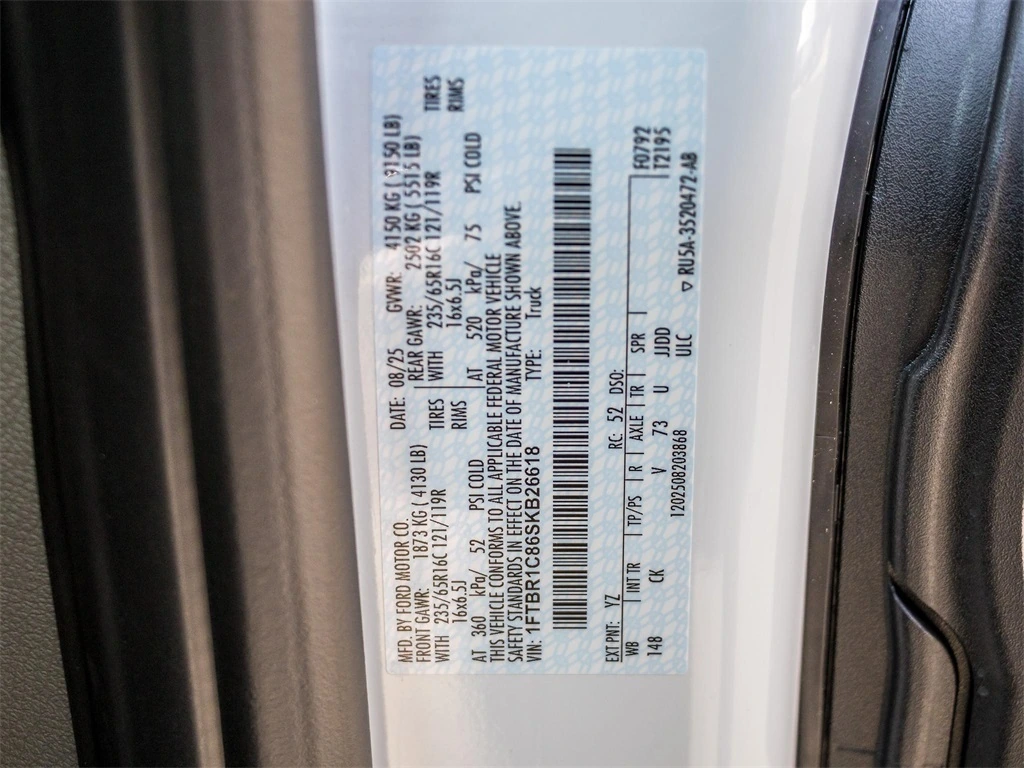 MFD. BY FORD MOTOR CO. DATE: 08/25 GVWR: 4150 KG ( 9150 LB)
FRONT GAWR: 1873 KG ( 4130 LB) REAR GAWR: 2502 KG ( 5515 LB)
WITH 235/65R16C 121/119R TIRES WITH 235/65R16C 121/119R TIRES
16x6.5J RIMS 16x6.5J RIMS
AT 360 kPa/ 52 PSI COLD AT 520 kPa/ 75 PSI COLD
THIS VEHICLE CONFORMS TO ALL APPLICABLE FEDERAL MOTOR VEHICLE
SAFETY STANDARDS IN EFFECT ON THE DATE OF MANUFACTURE SHOWN ABOVE.
VIN: 1FTBR1C86SKB26618 TYPE: Truck
EXT PNT: YZ RC: 52 DSO: F0792
WB INT TR TP/PS R AXLE TR SPR T2195
148 CK V 73 U JJDD
1202508203868 ULC ▽ RU5A-3520472-AB